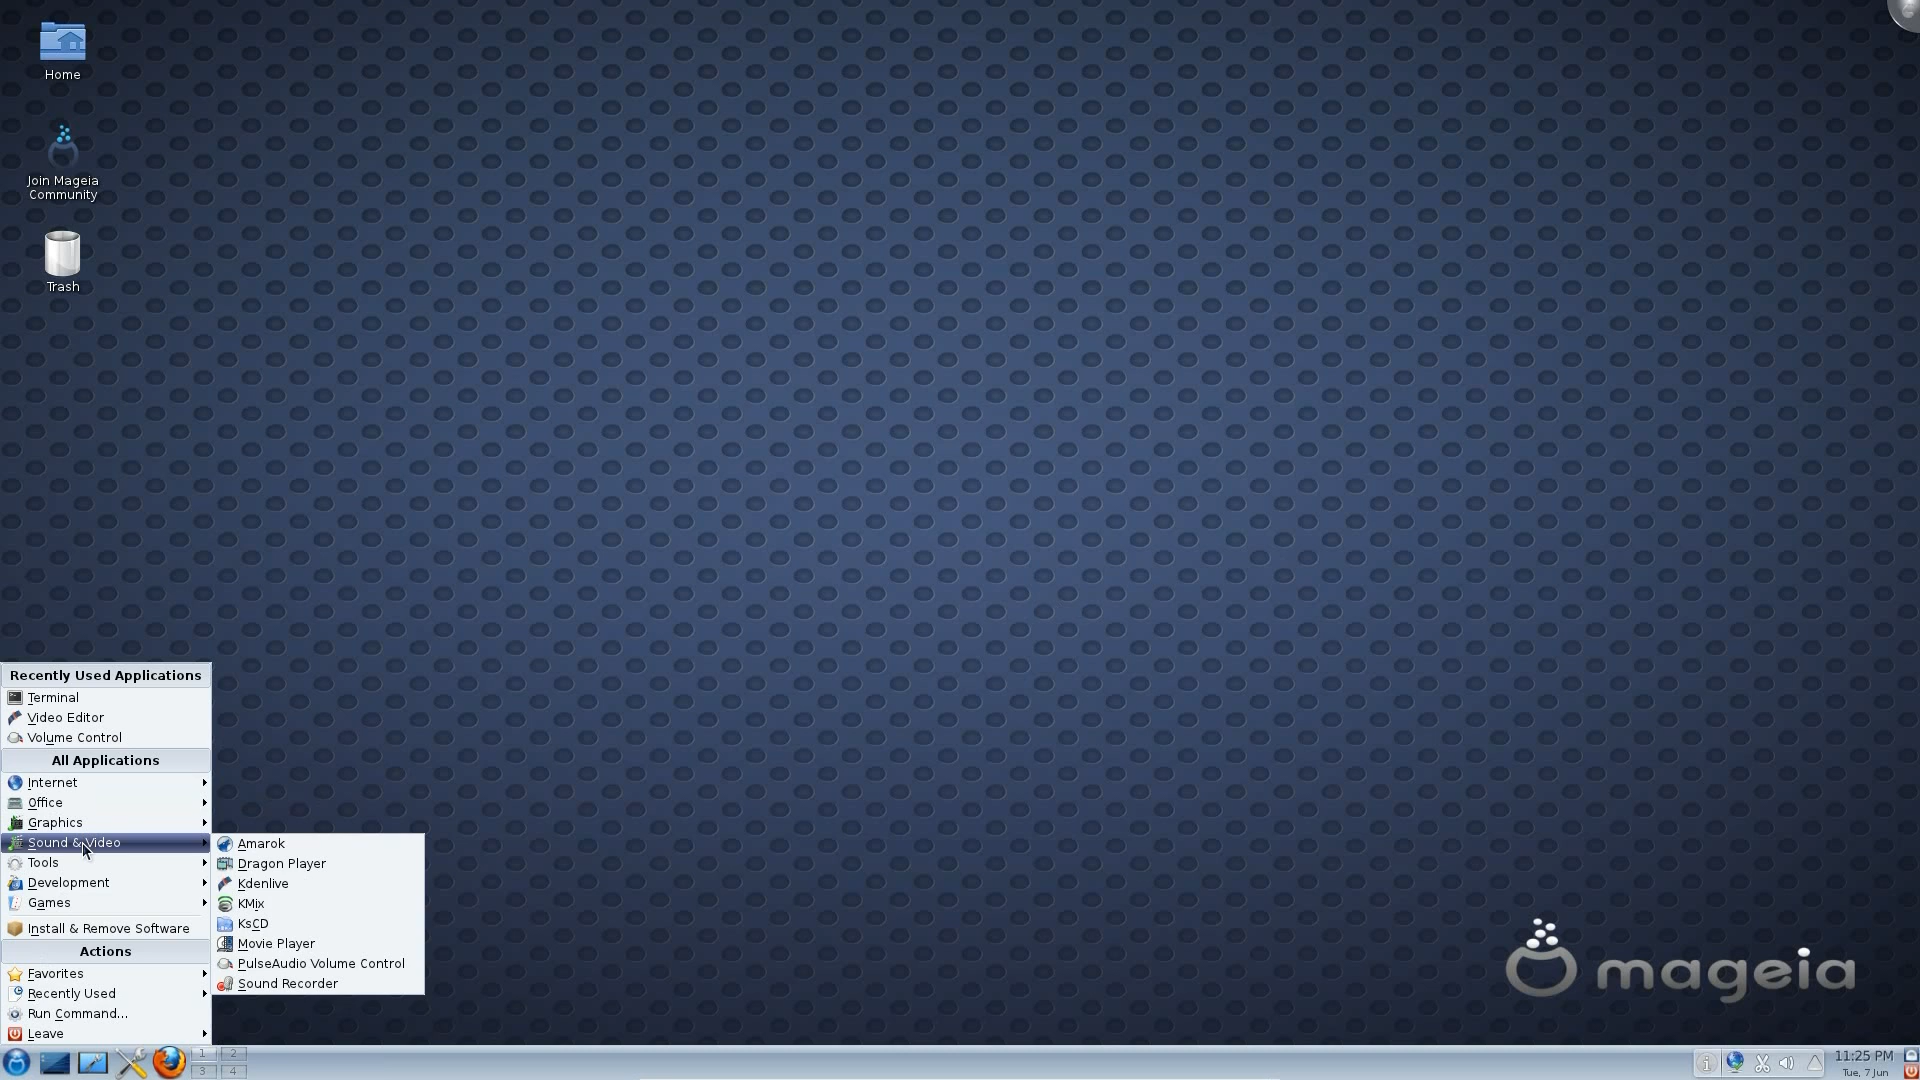 Home
Join Mageia
Community
Trash
Recently Used Applications
Terminal
Video Editor
Volume Control
All Applications
Internet
Office
Graphics
Sound & Video
Tools
Development
Games
Install & Remove Software
Actions
Favorites
Recently Used
Run Command...
Leave
Amarok
Dragon Player
Kdenlive
KMix
KsCD
Movie Player
PulseAudio Volume Control
Sound Recorder
mageia
1 2
3 4
11:25 PM
Tue, 7 Jun